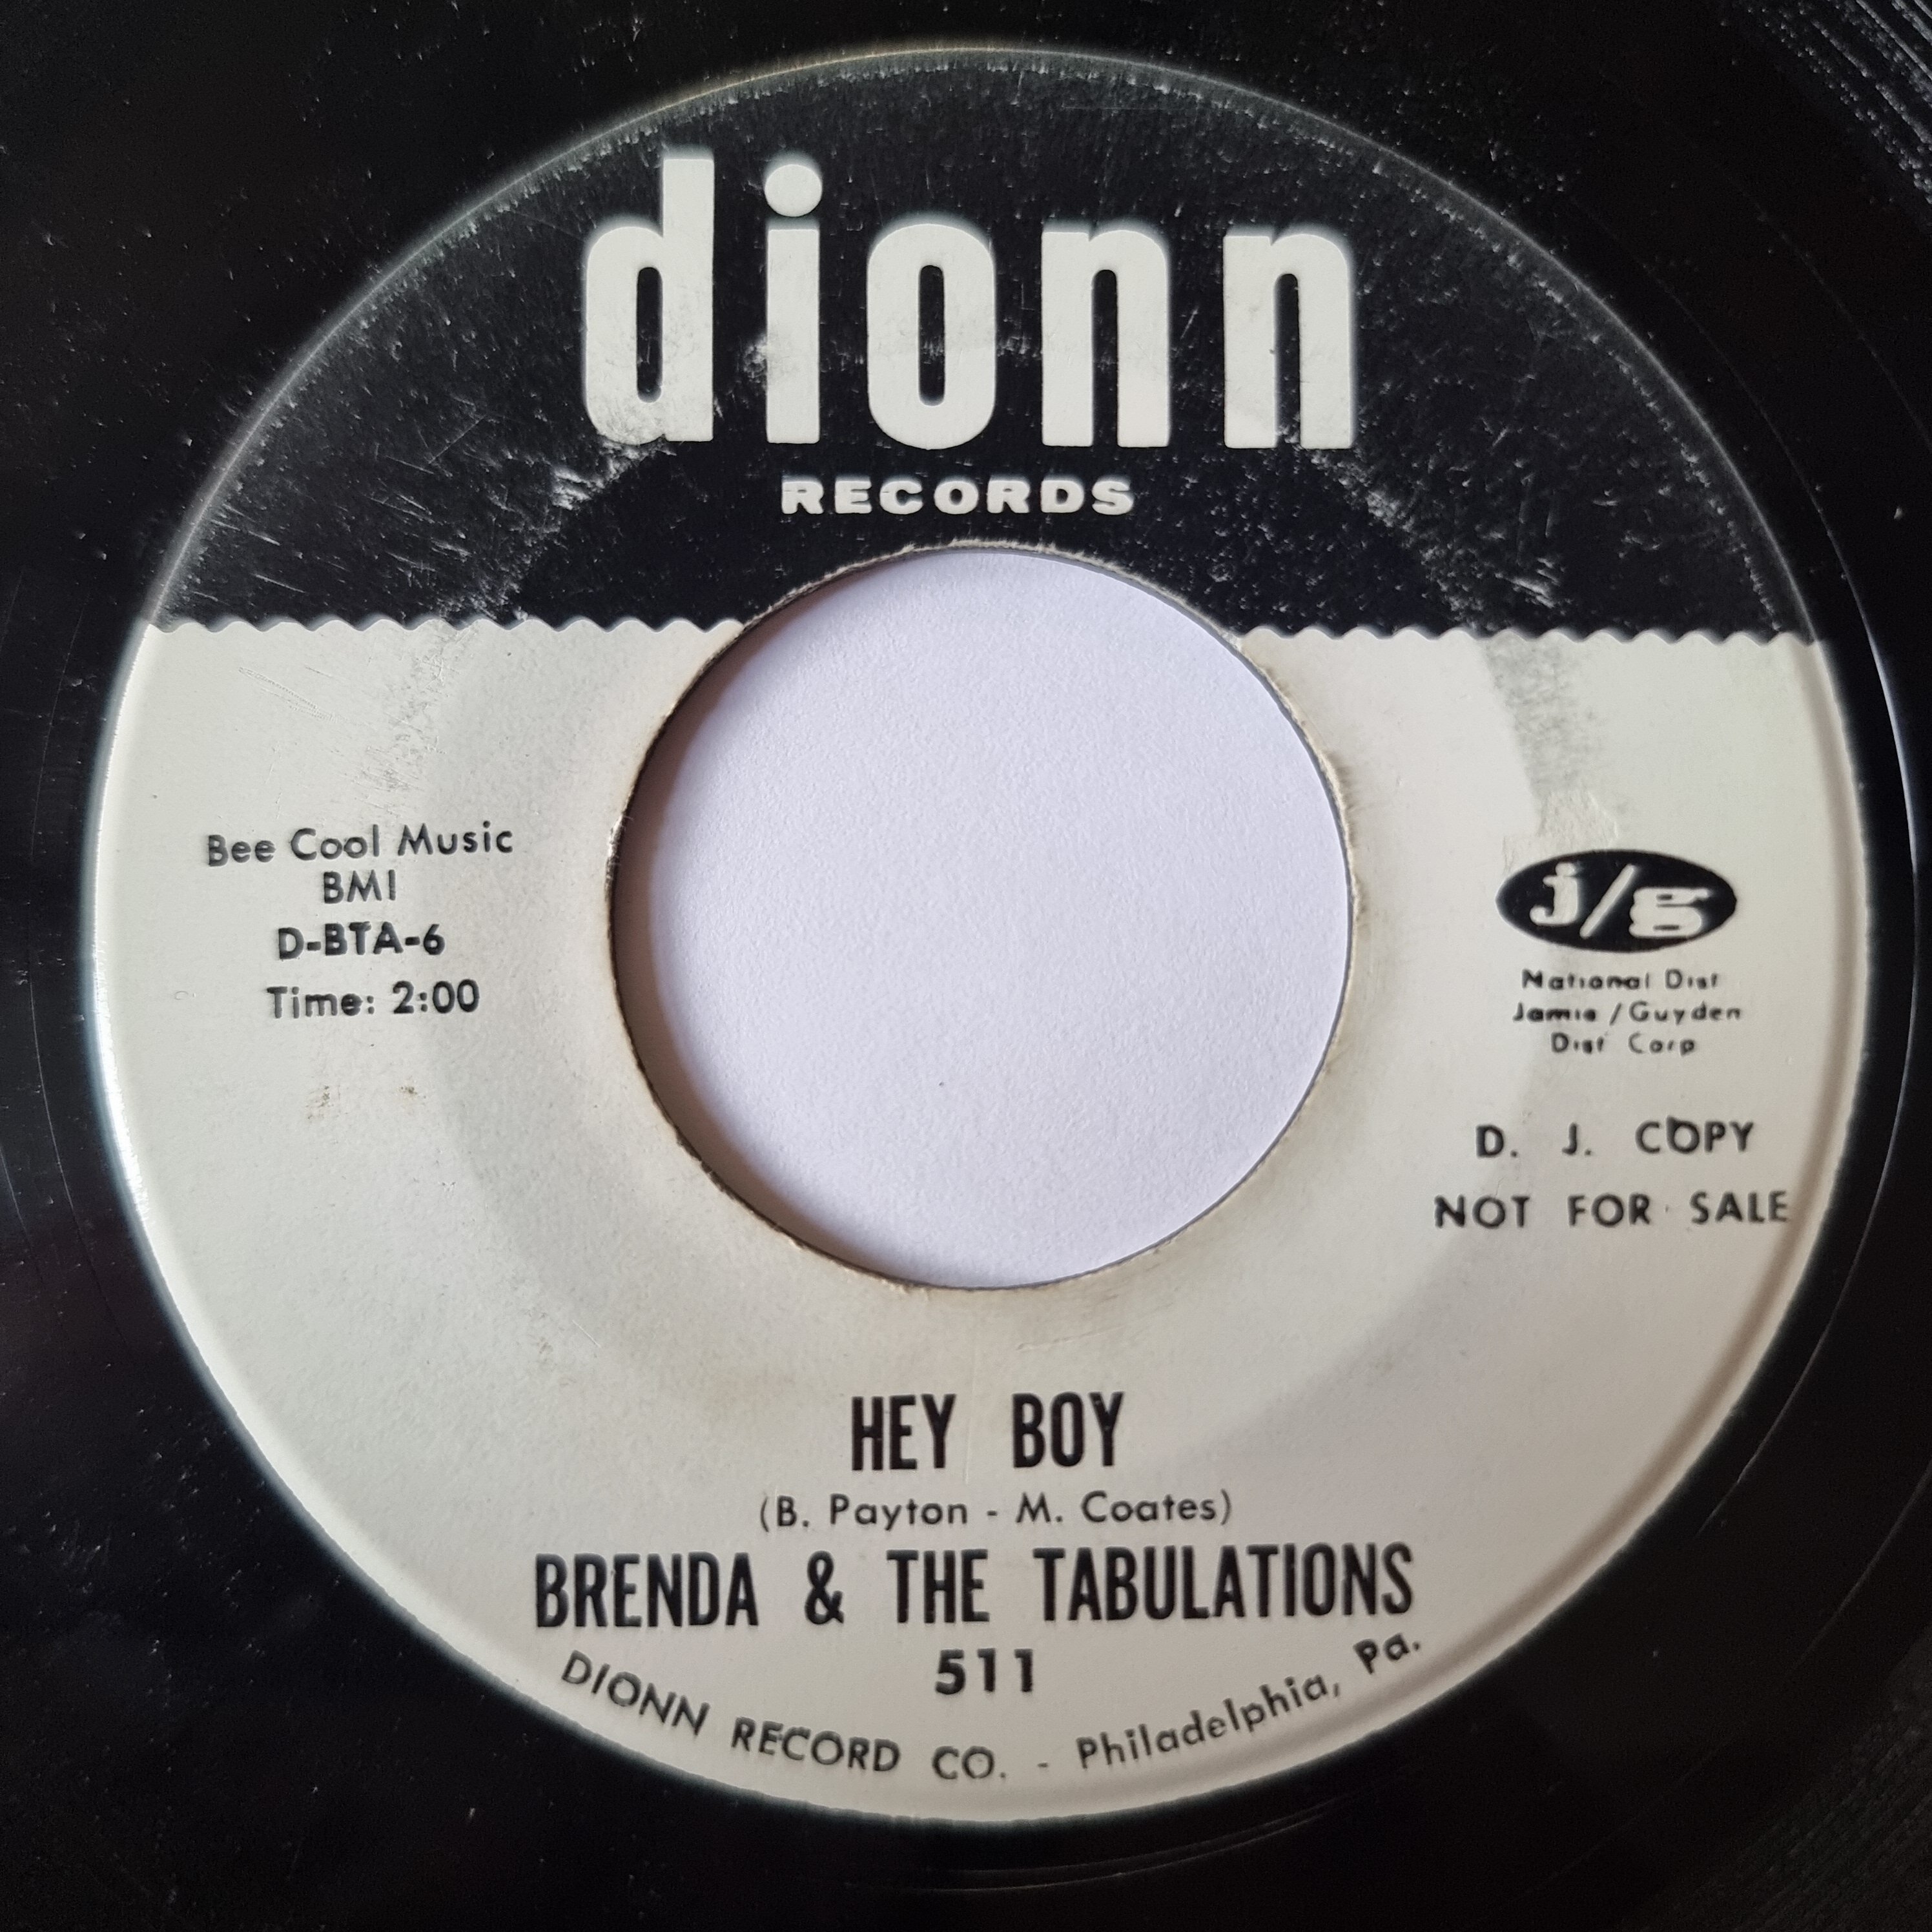 dionn
RECORDS
Bee Cool Music
BMI
D-BTA-6
Time: 2:00
j/g
National Dist
Jamie / Guyden
Dist Corp
D. J. COPY
NOT FOR SALE
HEY BOY
(B. Payton - M. Coates)
BRENDA & THE TABULATIONS
511
DIONN RECORD CO. - Philadelphia, Pa.